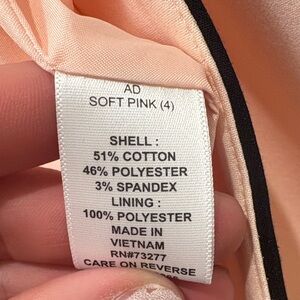 AD
SOFT PINK (4)
SHELL :
51% COTTON
46% POLYESTER
3% SPANDEX
LINING :
100% POLYESTER
MADE IN
VIETNAM
RN#73277
CARE ON REVERSE